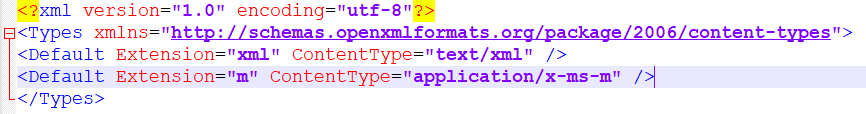 <?xml version="1.0" encoding="utf-8"?>
<Types xmlns="http://schemas.openxmlformats.org/package/2006/content-types">
<Default Extension="xml" ContentType="text/xml" />
<Default Extension="m" ContentType="application/x-ms-m" />
</Types>